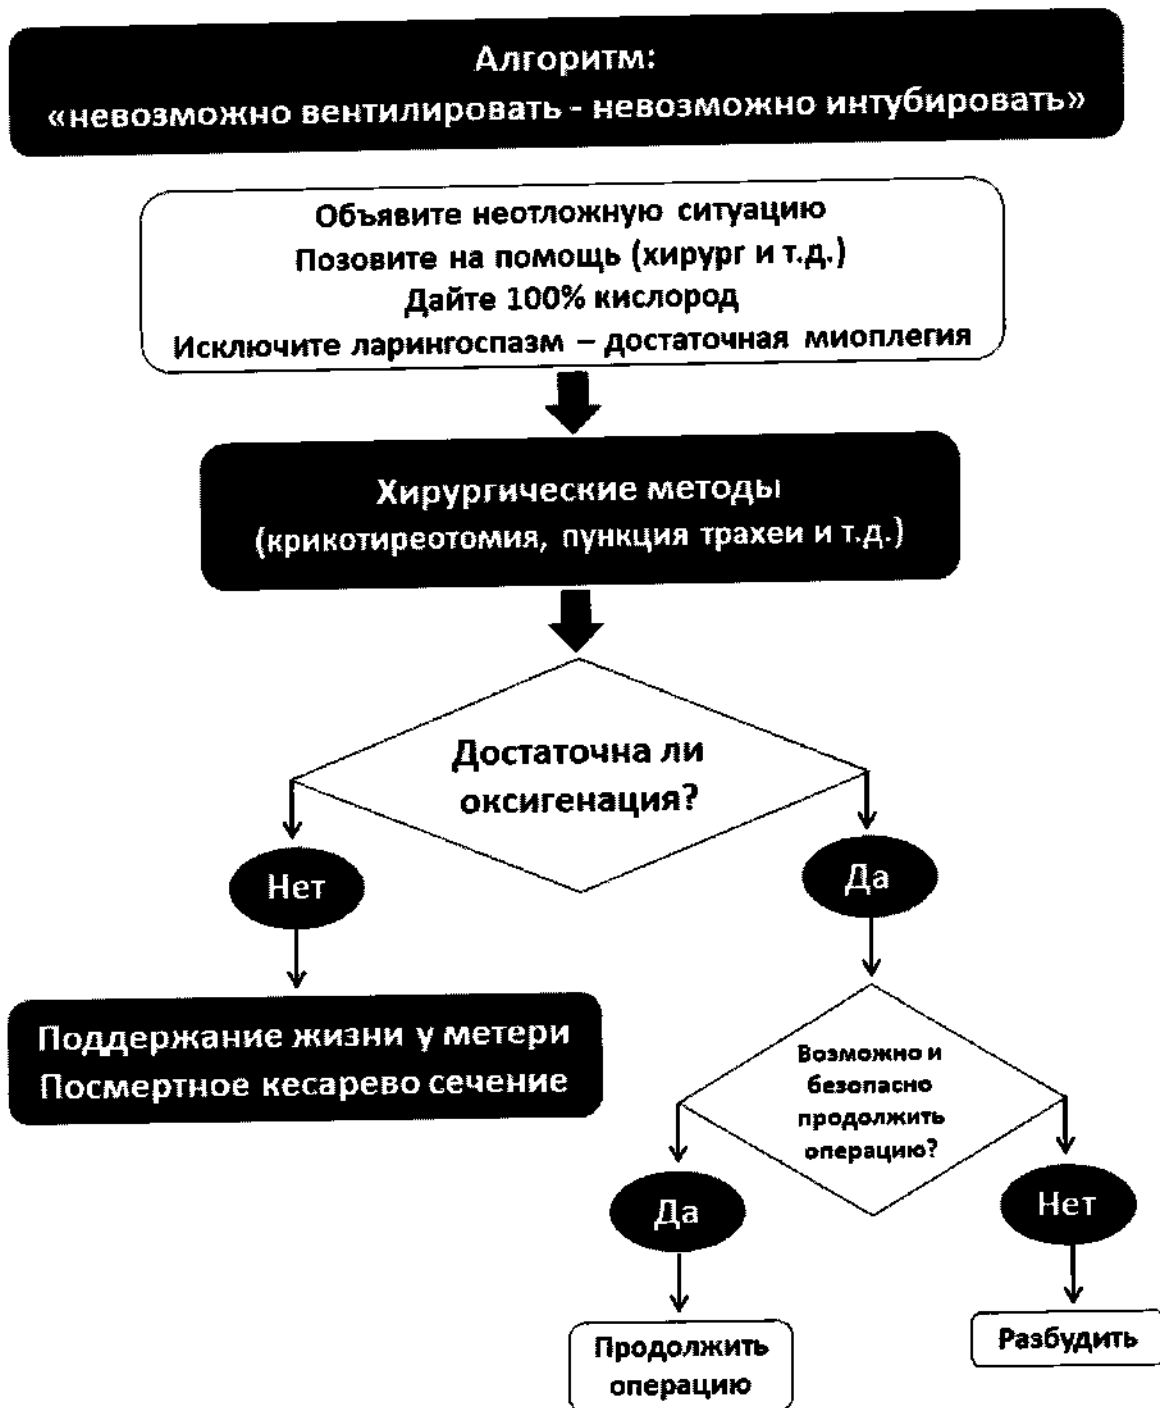 Алгоритм:
«невозможно вентилировать - невозможно интубировать»
Объявите неотложную ситуацию
Позовите на помощь (хирург и т.д.)
Дайте 100% кислород
Исключите ларингоспазм – достаточная миоплегия
Хирургические методы
(крикотиреотомия, пункция трахеи и т.д.)
Достаточна ли
оксигенация?
Нет
Да
Поддержание жизни у метери
Посмертное кесарево сечение
Возможно и
безопасно
продолжить
операцию?
Да
Нет
Продолжить
операцию
Разбудить